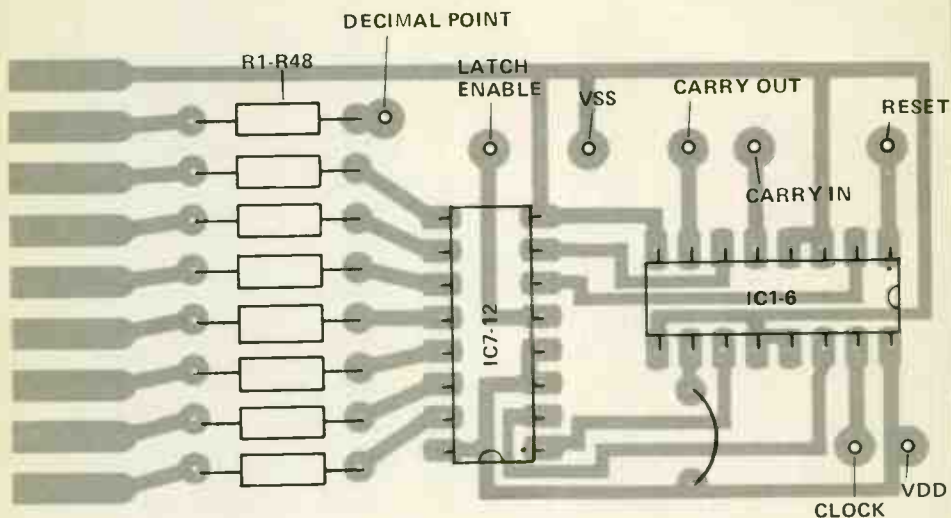 DECIMAL POINT
R1-R48
LATCH
ENABLE
VSS
CARRY OUT
RESET
CARRY IN
IC1-6
IC7-12
VDD
CLOCK